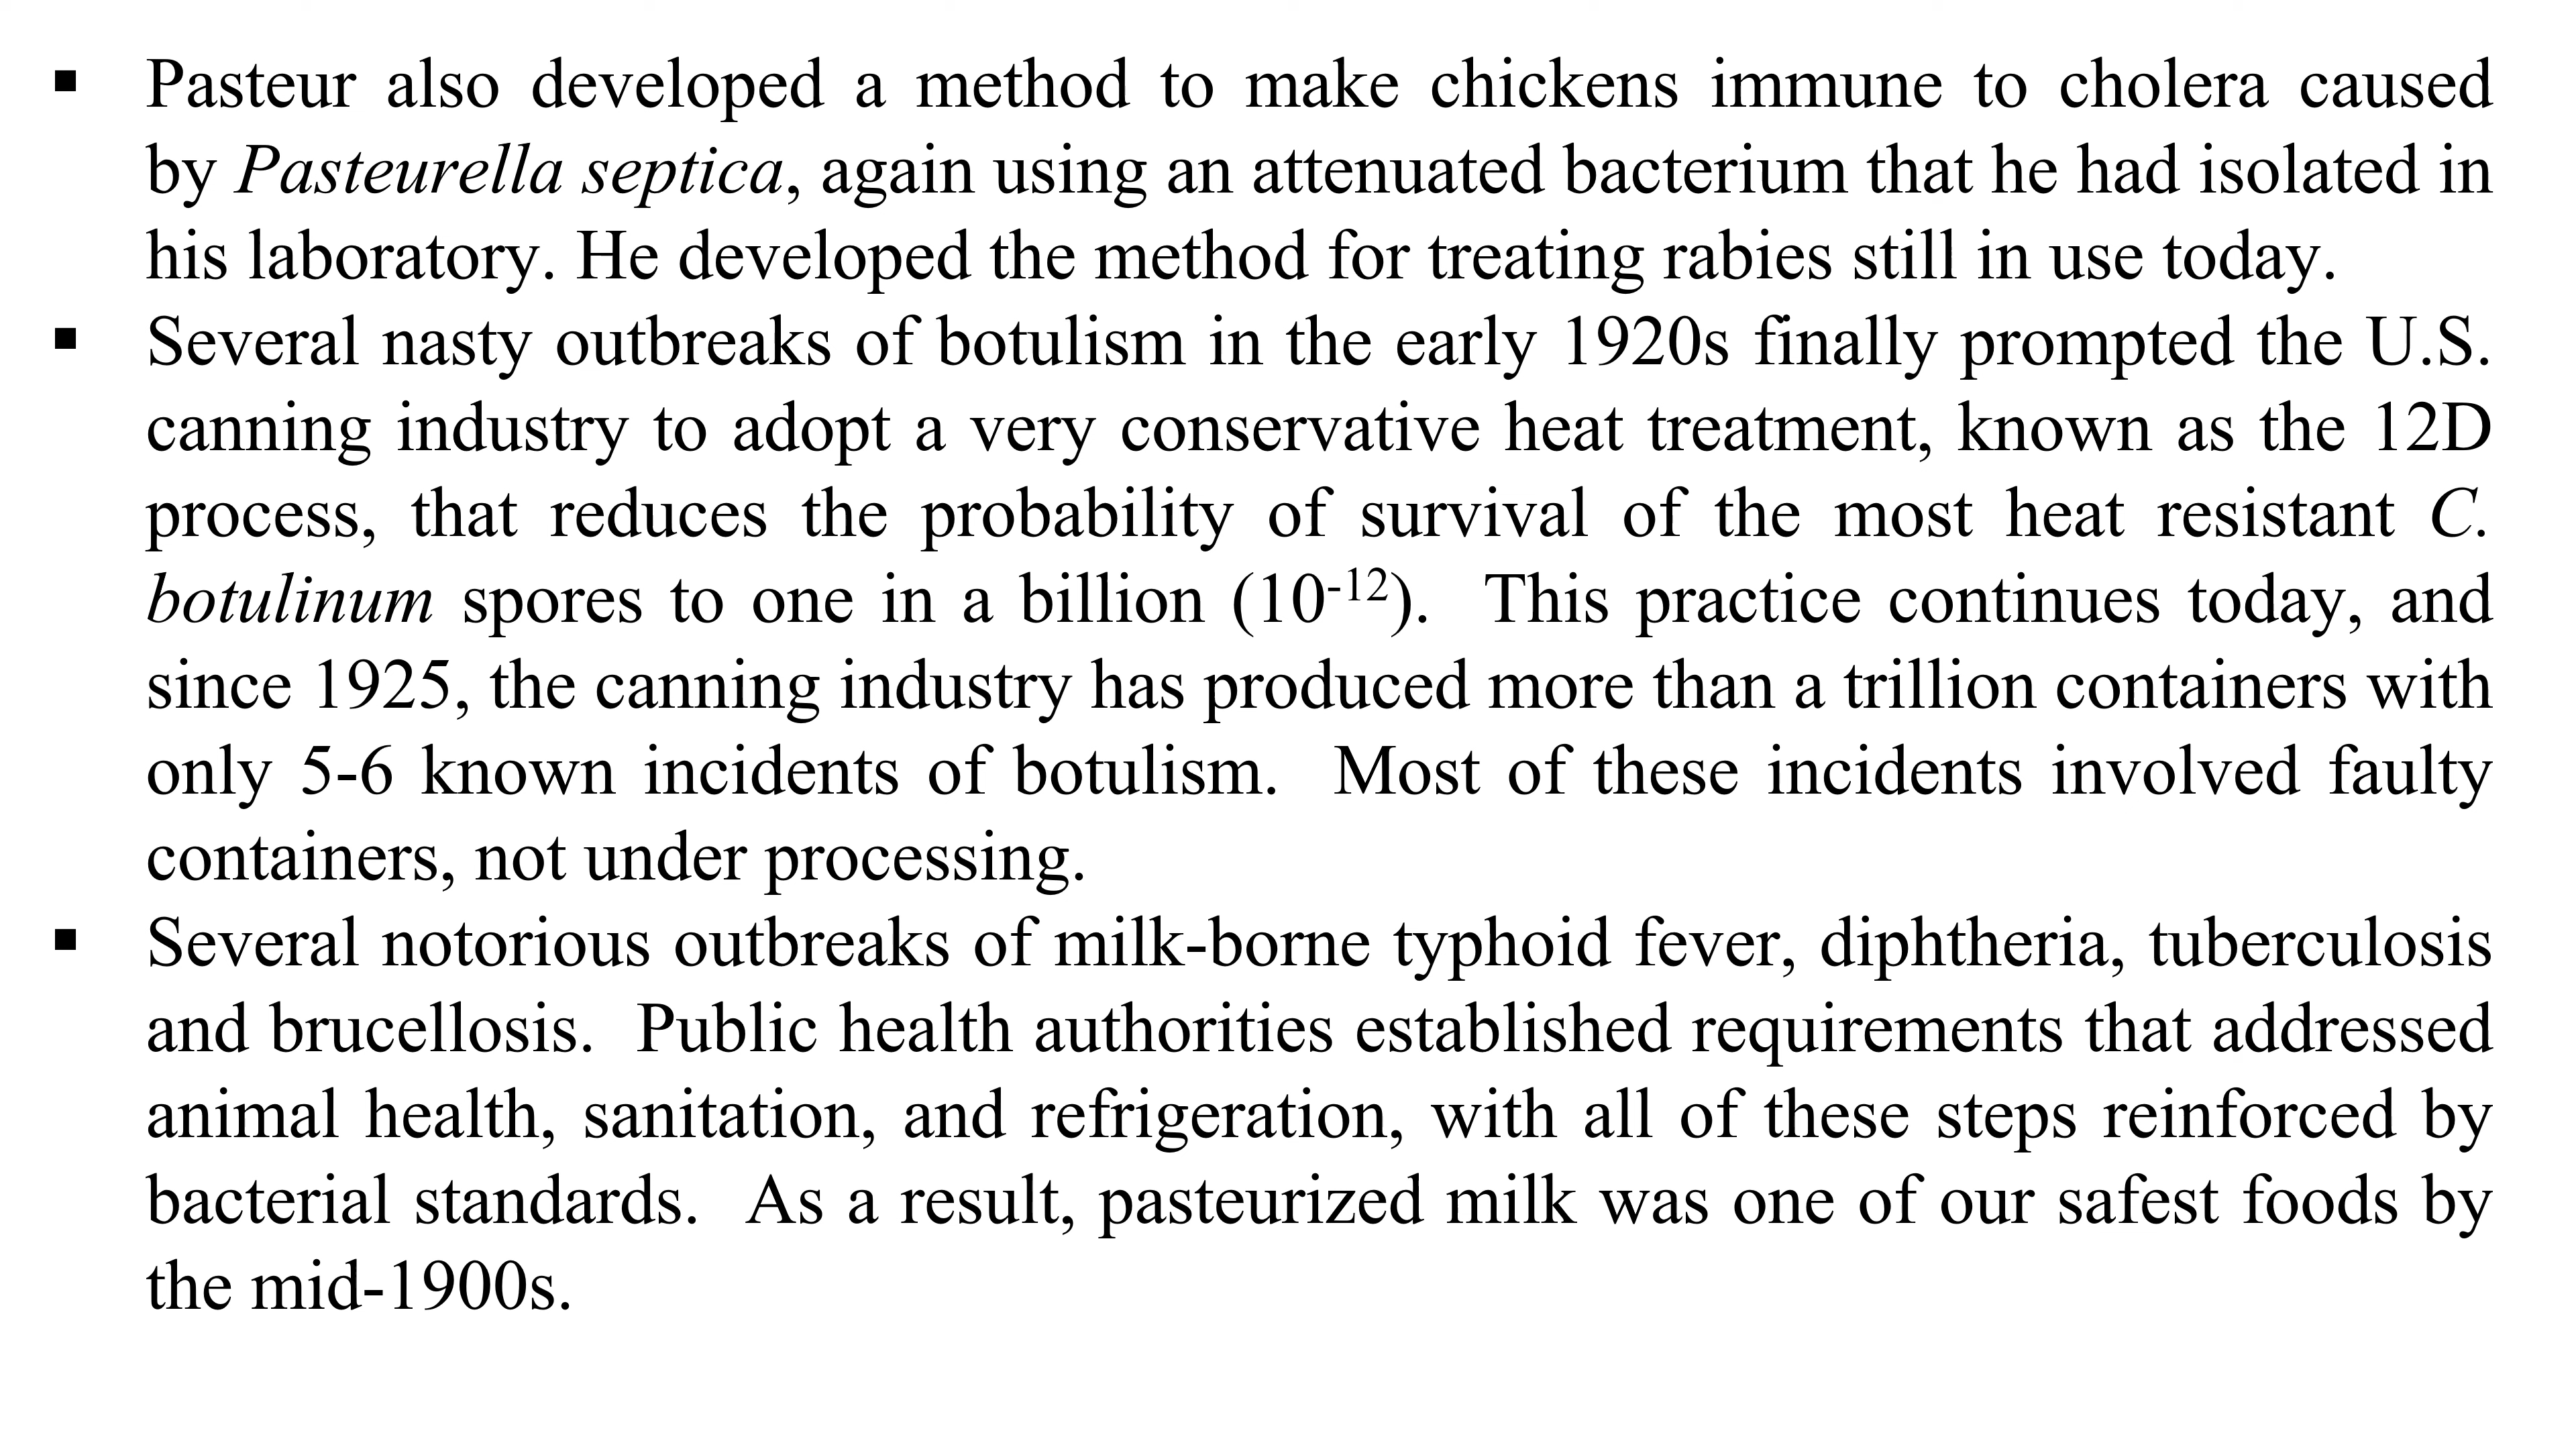 ▪ Pasteur also developed a method to make chickens immune to cholera caused
by Pasteurella septica, again using an attenuated bacterium that he had isolated in
his laboratory. He developed the method for treating rabies still in use today.
▪ Several nasty outbreaks of botulism in the early 1920s finally prompted the U.S.
canning industry to adopt a very conservative heat treatment, known as the 12D
process, that reduces the probability of survival of the most heat resistant C.
botulinum spores to one in a billion (10⁻¹²).  This practice continues today, and
since 1925, the canning industry has produced more than a trillion containers with
only 5-6 known incidents of botulism.  Most of these incidents involved faulty
containers, not under processing.
▪ Several notorious outbreaks of milk-borne typhoid fever, diphtheria, tuberculosis
and brucellosis.  Public health authorities established requirements that addressed
animal health, sanitation, and refrigeration, with all of these steps reinforced by
bacterial standards.  As a result, pasteurized milk was one of our safest foods by
the mid-1900s.